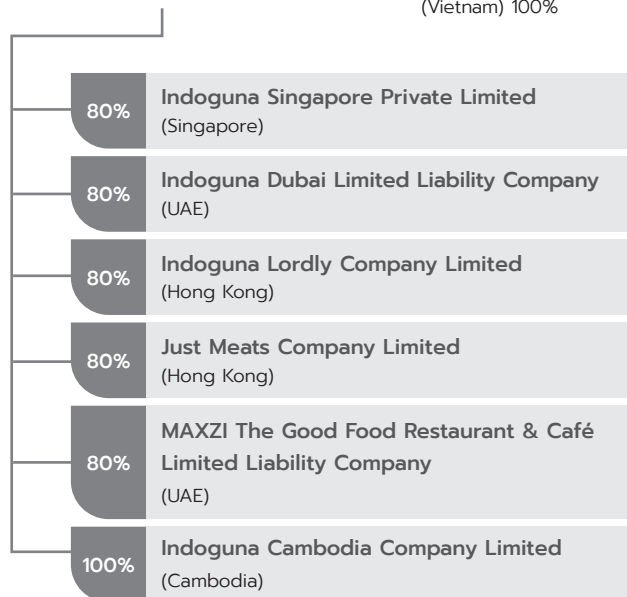 (Vietnam) 100%
80%
Indoguna Singapore Private Limited
(Singapore)
80%
Indoguna Dubai Limited Liability Company
(UAE)
80%
Indoguna Lordly Company Limited
(Hong Kong)
80%
Just Meats Company Limited
(Hong Kong)
80%
MAXZI The Good Food Restaurant & Café
Limited Liability Company
(UAE)
100%
Indoguna Cambodia Company Limited
(Cambodia)